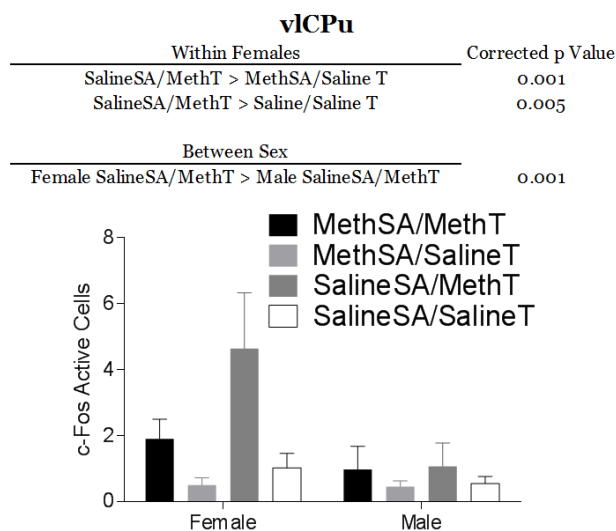 vlCPu
Within Females Corrected p Value
SalineSA/MethT > MethSA/Saline T 0.001
SalineSA/MethT > Saline/Saline T 0.005
Between Sex
Female SalineSA/MethT > Male SalineSA/MethT 0.001
MethSA/MethT
MethSA/SalineT
SalineSA/MethT
SalineSA/SalineT
c-Fos Active Cells
8
6
4
2
0
Female Male